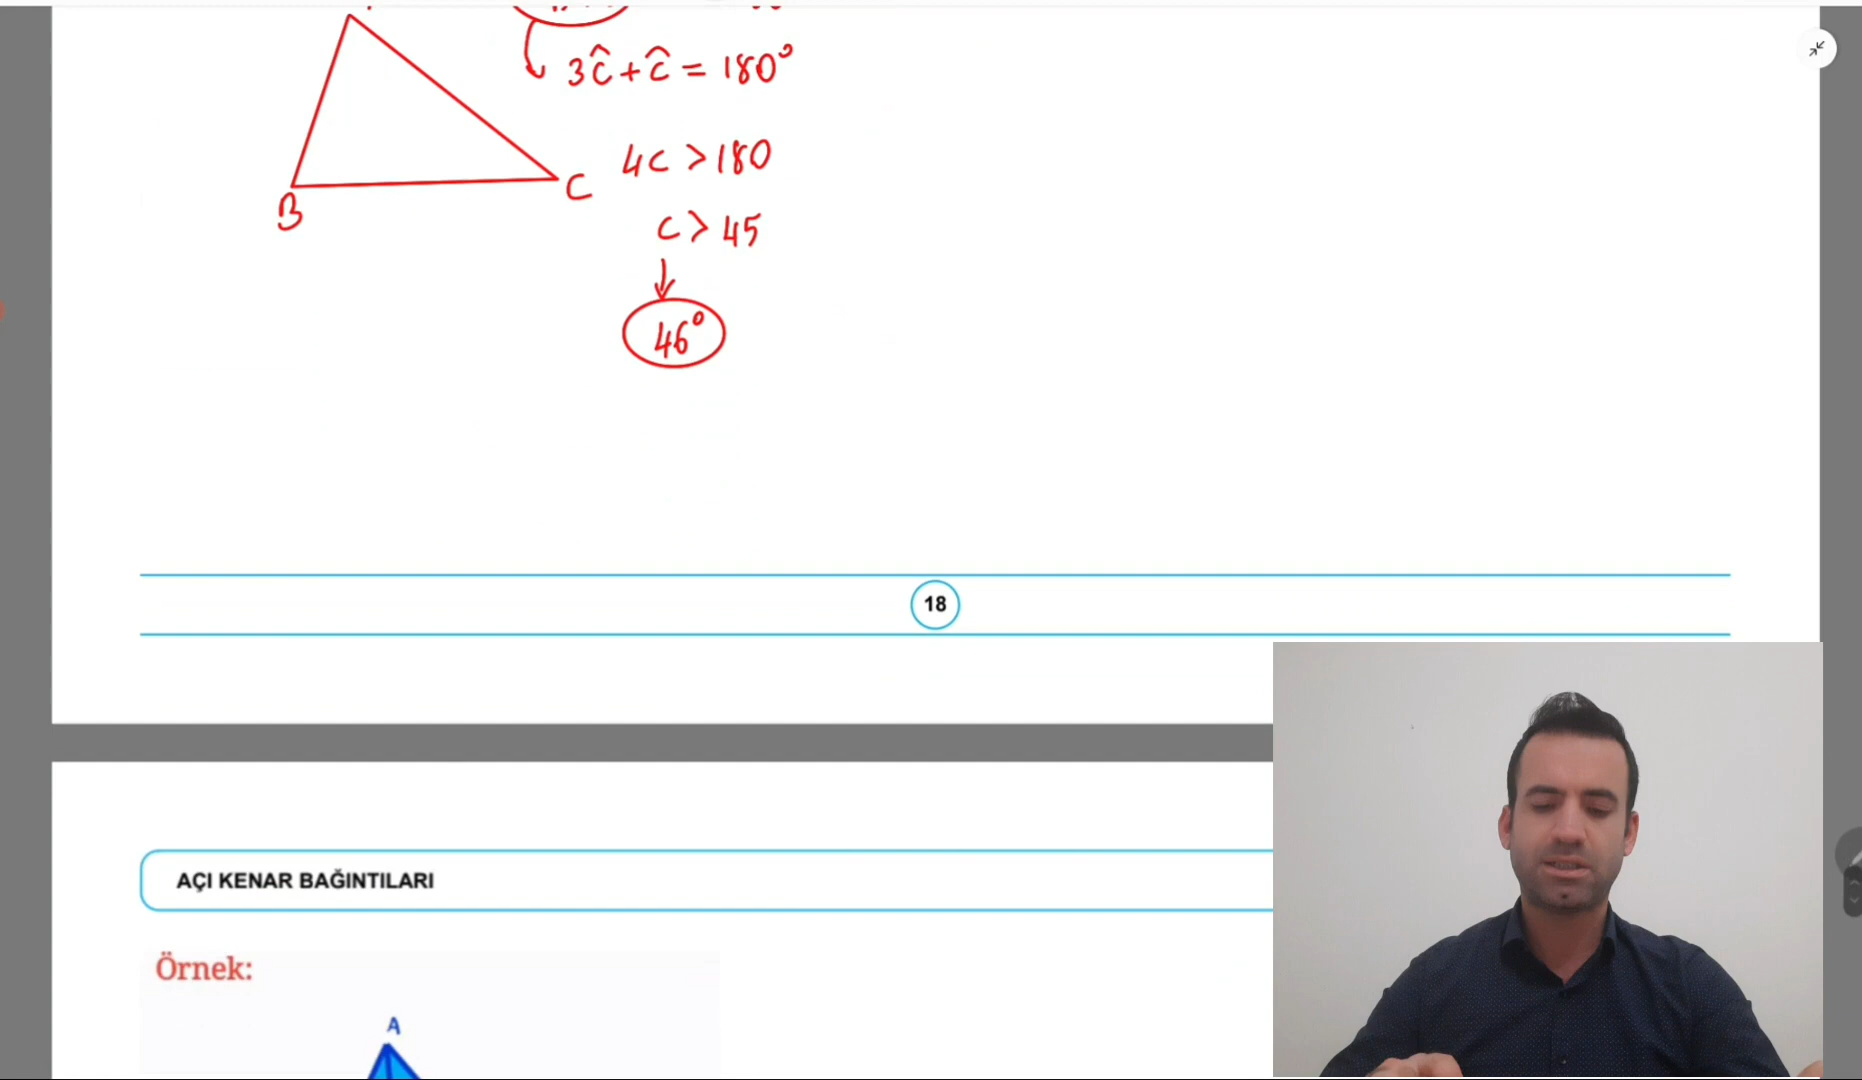 3ĉ + ĉ = 180°
4c > 180
C
B
c > 45
46°
18
AÇI KENAR BAĞINTILARI
Örnek:
A